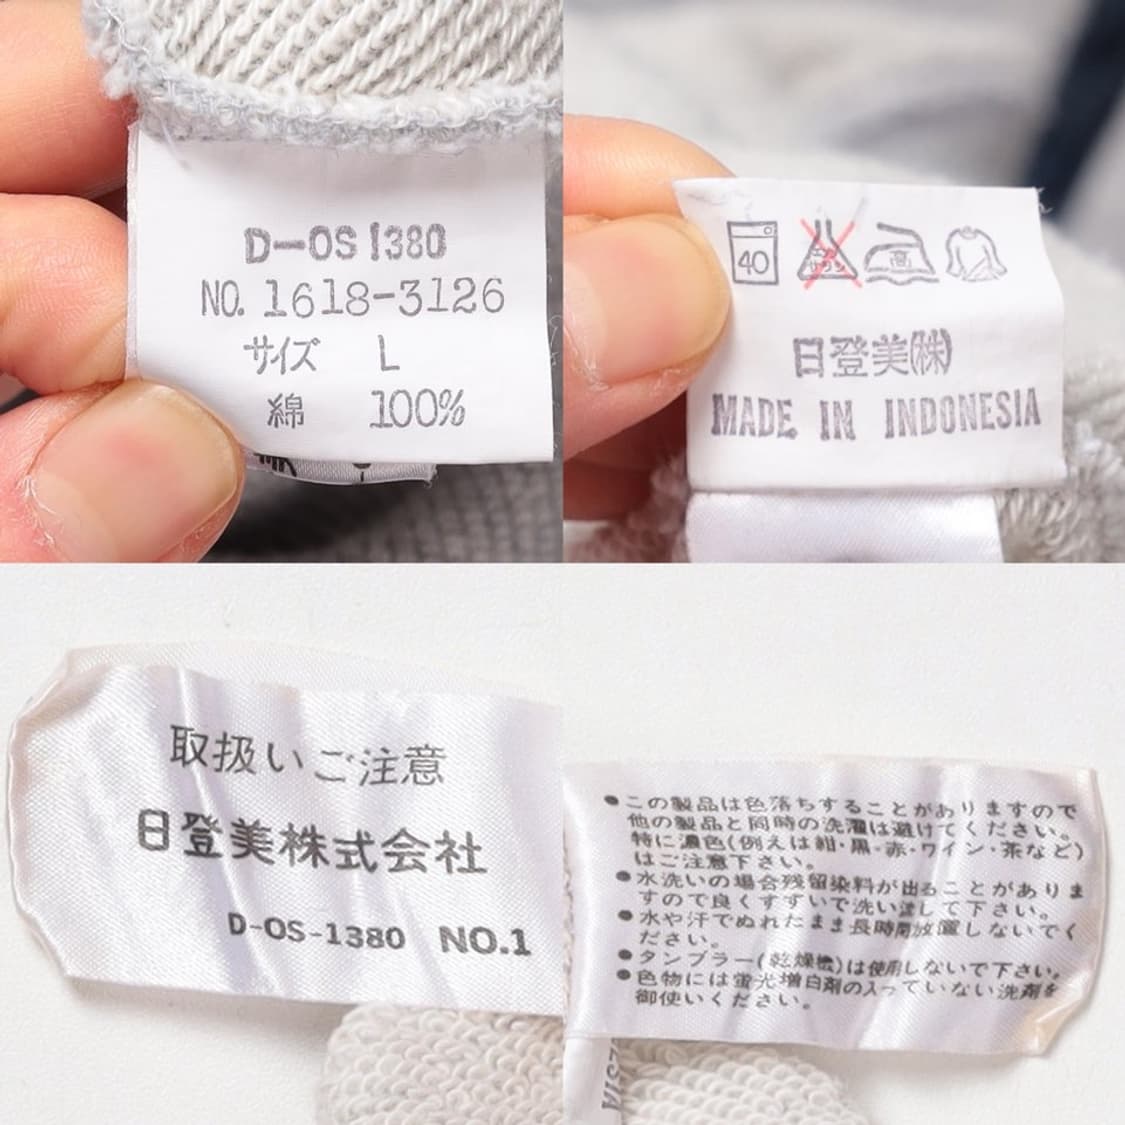 D-OS 1380
NO. 1618-3126
サイズ L
綿 100%
40
高
日登美㈱
MADE IN INDONESIA
取扱いご注意
日登美株式会社
D-OS-1380 NO.1
●この製品は色落ちすることがありますので
他の製品と同時の洗濯は避けてください。
特に濃色(例えは紺・黒・赤・ワイン・茶など)
はご注意下さい。
●水洗いの場合残留染料が出ることがありま
すので良くすすいで洗い流して下さい。
●水や汗でぬれたまま長時間放置しないでく
ださい。
●タンブラー(乾燥機)は使用しないで下さい。
●色物には蛍光増白剤の入っていない洗剤を
御使いください。